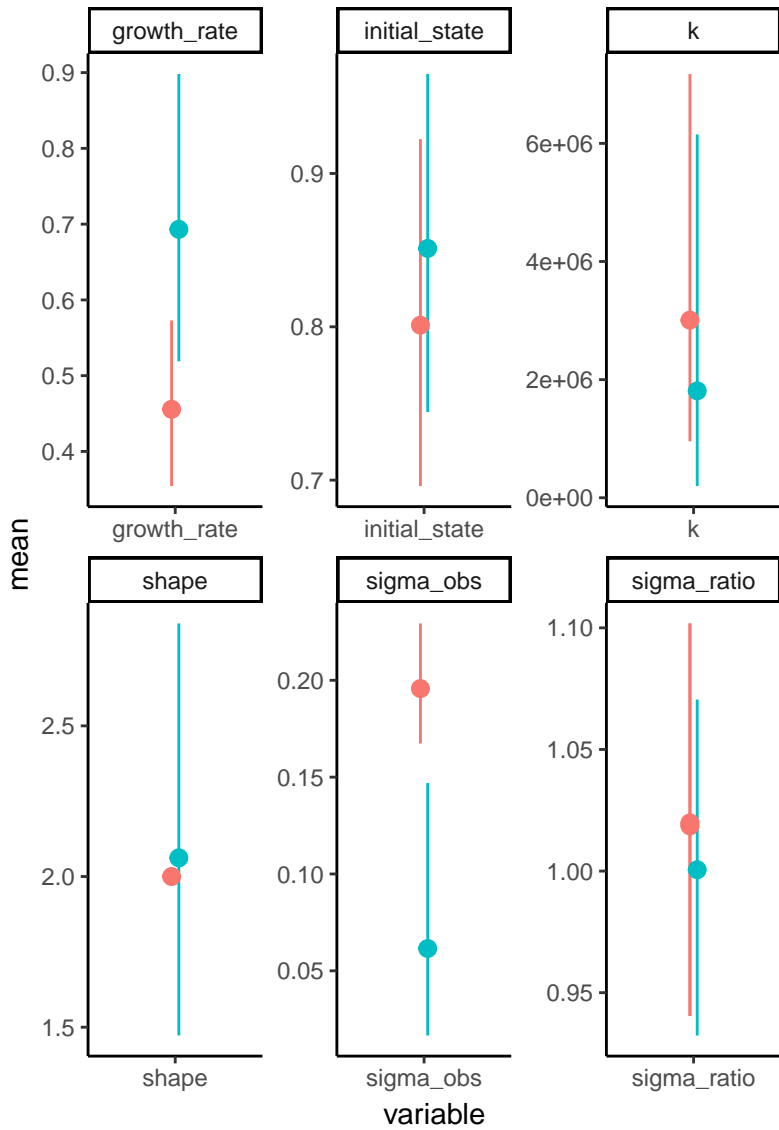 growth_rate
initial_state
k
0.9
0.8
0.7
0.6
0.5
0.4
0.9
0.8
0.7
6e+06
4e+06
2e+06
0e+00
growth_rate
initial_state
k
mean
shape
sigma_obs
sigma_ratio
2.5
2.0
1.5
0.20
0.15
0.10
0.05
1.10
1.05
1.00
0.95
shape
sigma_obs
sigma_ratio
variable